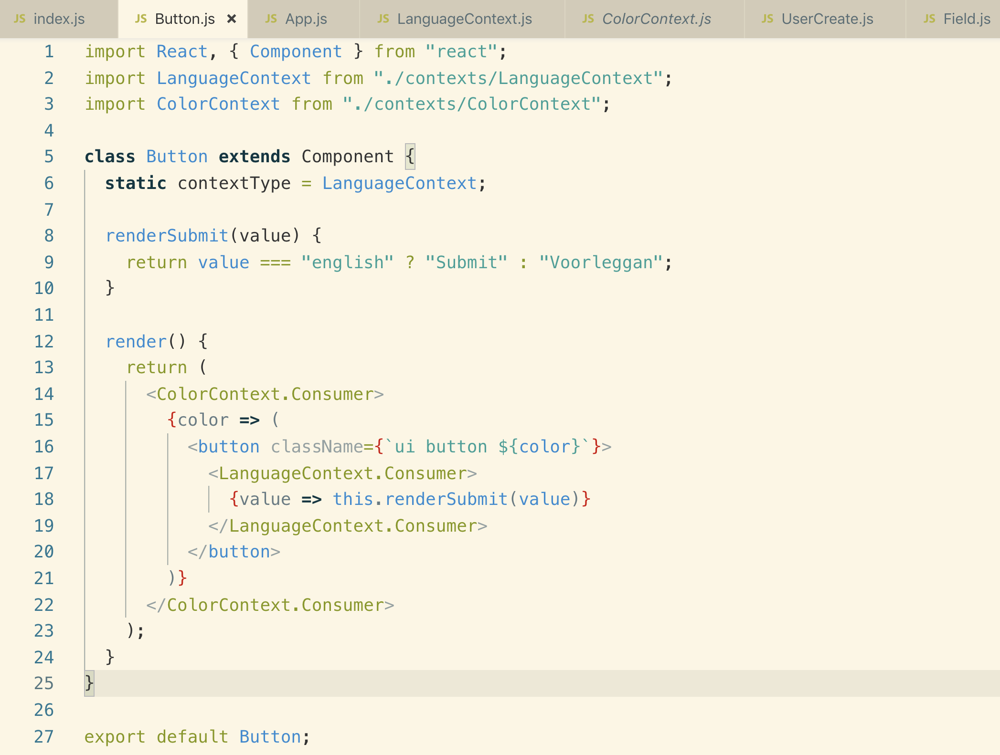 JS index.js JS Button.js × JS App.js JS LanguageContext.js JS ColorContext.js JS UserCreate.js JS Field.js
1 import React, { Component } from "react";
2 import LanguageContext from "./contexts/LanguageContext";
3 import ColorContext from "./contexts/ColorContext";
4
5 class Button extends Component {
6   static contextType = LanguageContext;
7
8   renderSubmit(value) {
9     return value === "english" ? "Submit" : "Voorleggan";
10   }
11
12   render() {
13     return (
14       <ColorContext.Consumer>
15         {color => (
16           <button className={`ui button ${color}`}>
17             <LanguageContext.Consumer>
18               {value => this.renderSubmit(value)}
19             </LanguageContext.Consumer>
20           </button>
21         )}
22       </ColorContext.Consumer>
23     );
24   }
25 }
26
27 export default Button;